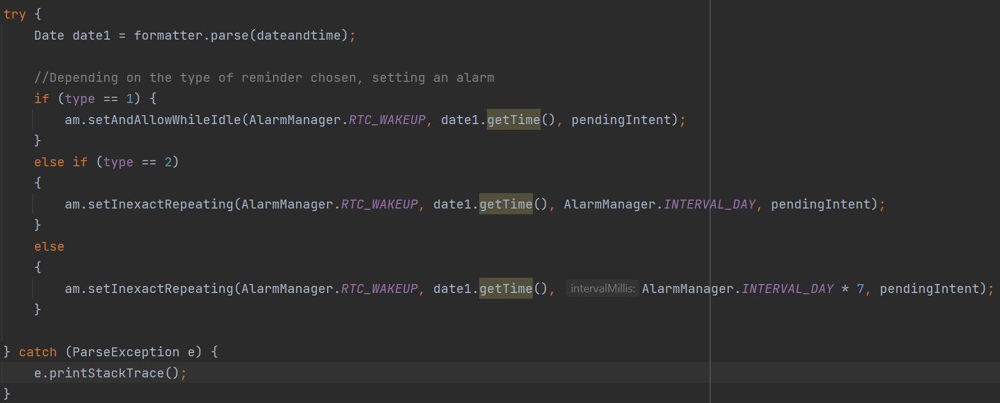 try {
Date date1 = formatter.parse(dateandtime);
//Depending on the type of reminder chosen, setting an alarm
if (type == 1) {
am.setAndAllowWhileIdle(AlarmManager.RTC_WAKEUP, date1.getTime(), pendingIntent);
}
else if (type == 2)
{
am.setInexactRepeating(AlarmManager.RTC_WAKEUP, date1.getTime(), AlarmManager.INTERVAL_DAY, pendingIntent);
}
else
{
am.setInexactRepeating(AlarmManager.RTC_WAKEUP, date1.getTime(), intervalMillis: AlarmManager.INTERVAL_DAY * 7, pendingIntent);
}
} catch (ParseException e) {
e.printStackTrace();
}